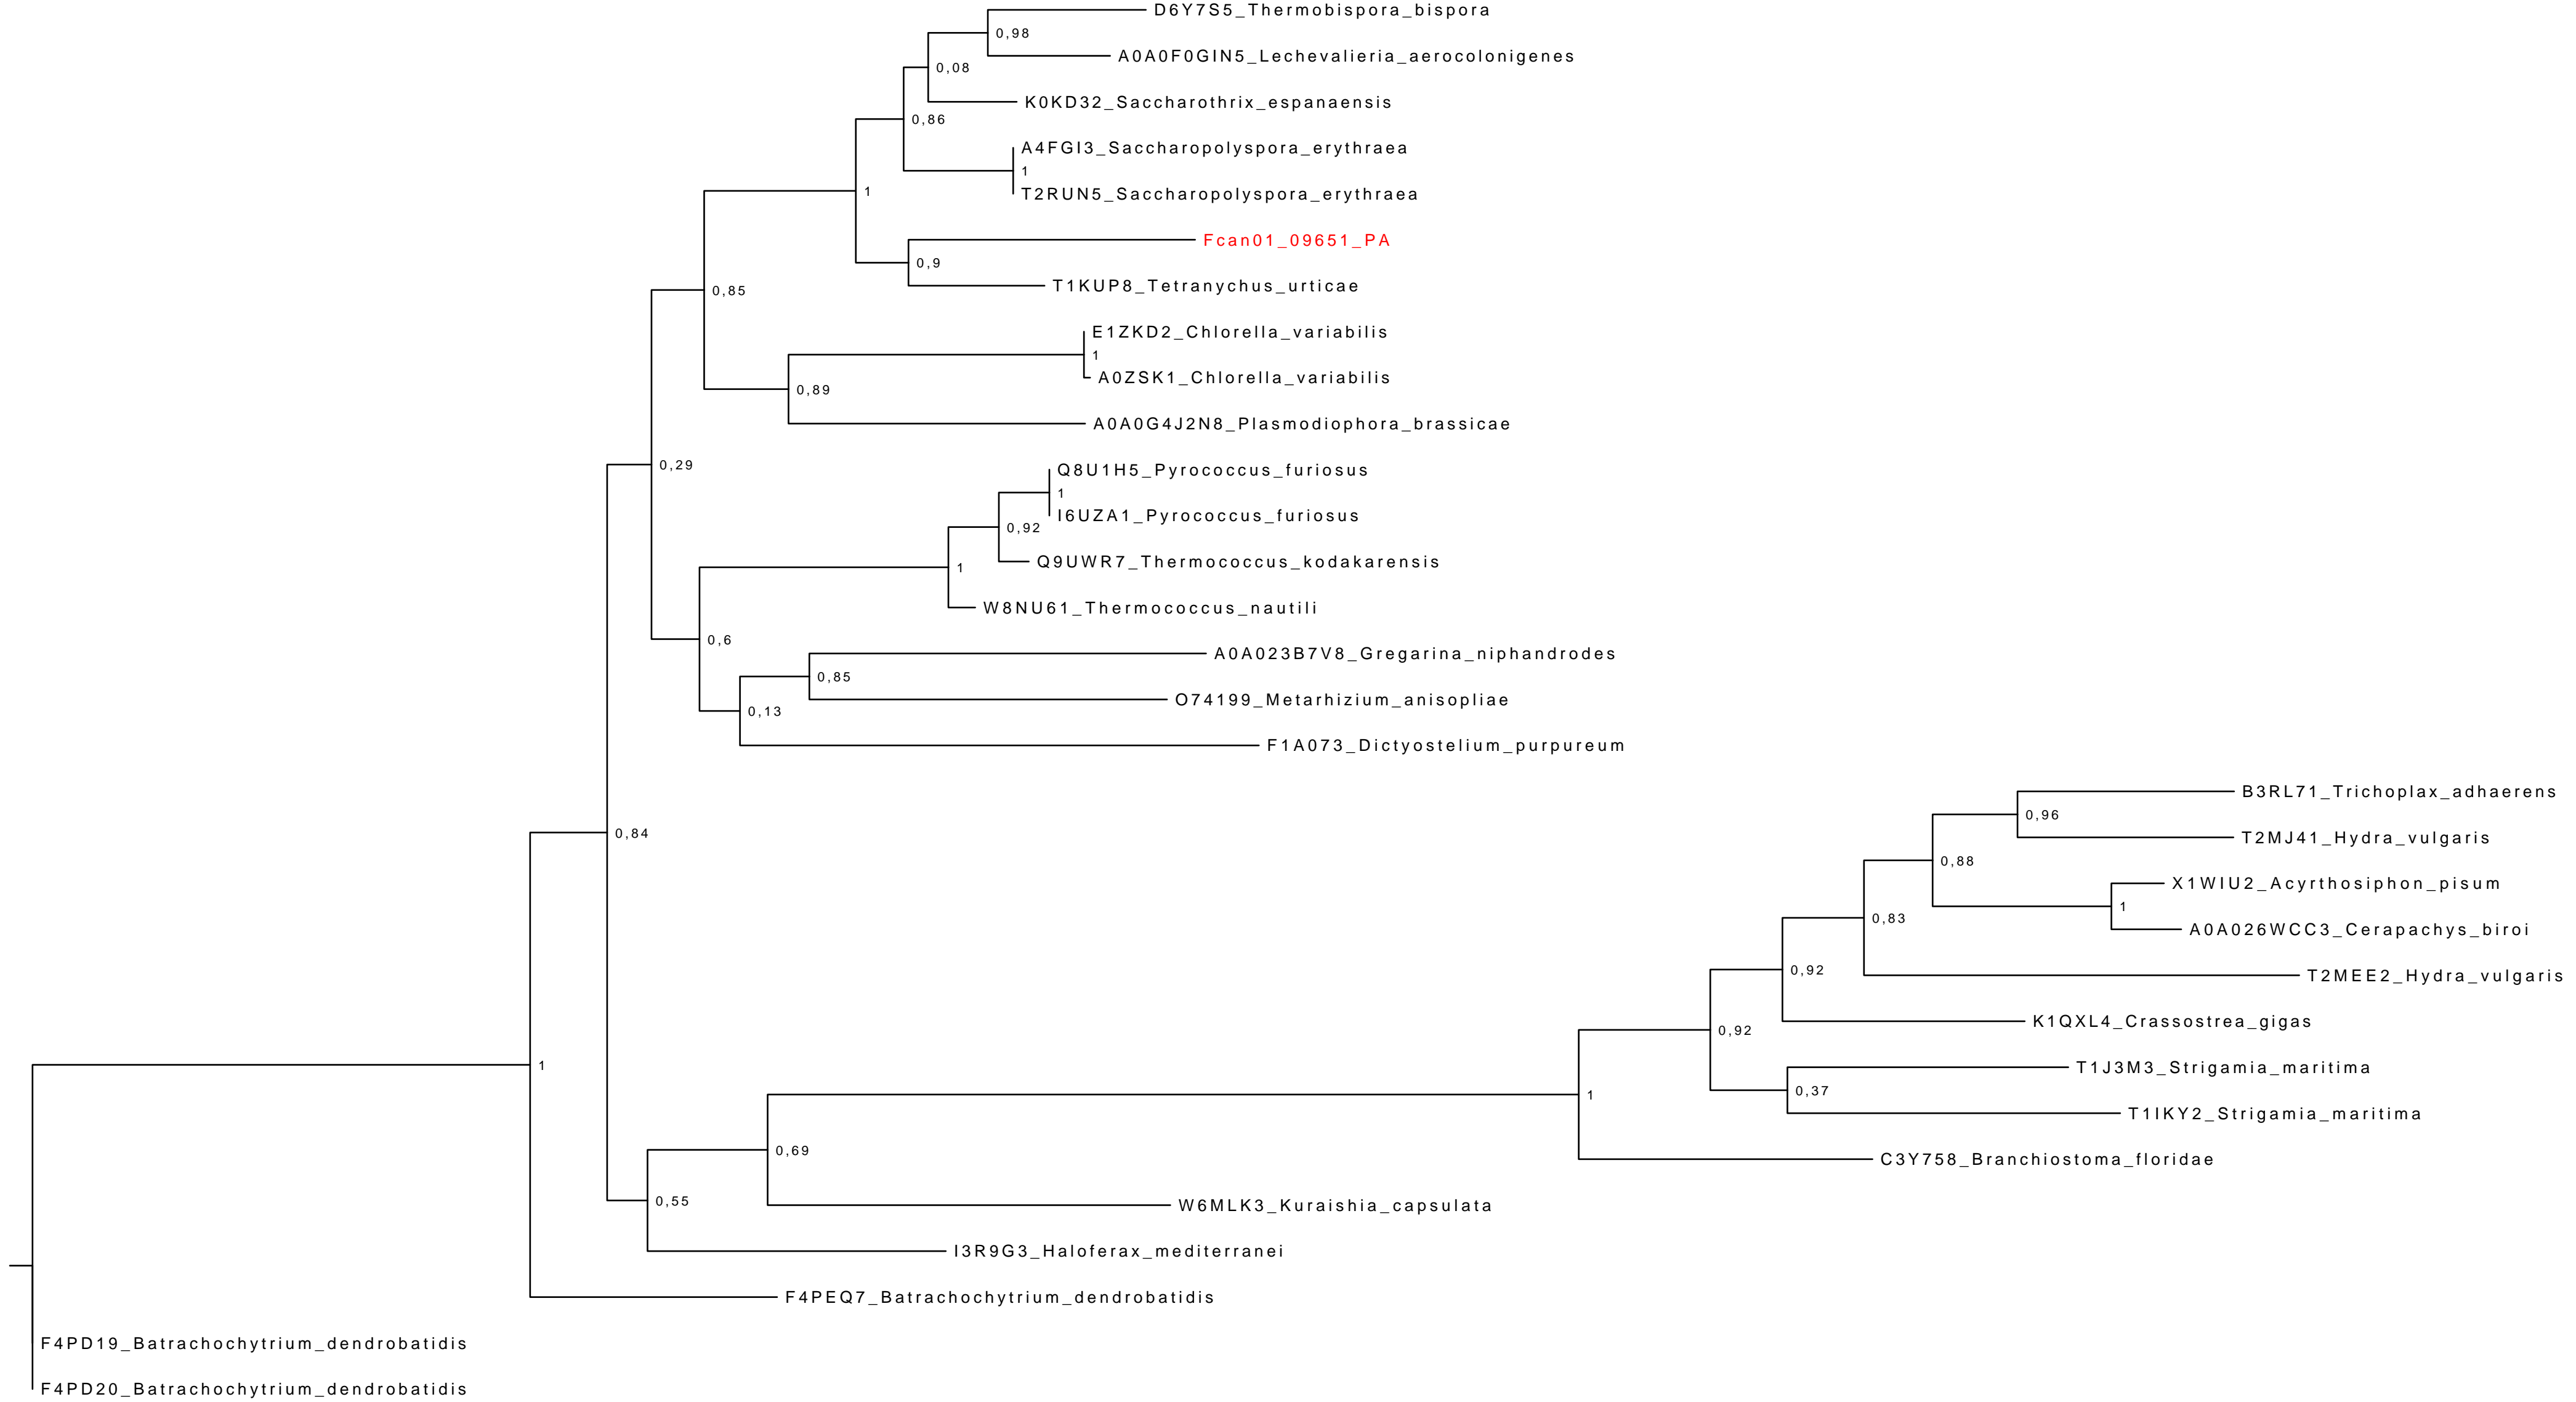 D6Y7S5_Thermobispora_bispora
0,98
A0A0F0GIN5_Lechevalieria_aerocolonigenes
0,08
K0KD32_Saccharothrix_espanaensis
0,86
A4FGI3_Saccharopolyspora_erythraea
1
T2RUN5_Saccharopolyspora_erythraea
1
Fcan01_09651_PA
0,9
T1KUP8_Tetranychus_urticae
0,85
E1ZKD2_Chlorella_variabilis
1
A0ZSK1_Chlorella_variabilis
0,89
A0A0G4J2N8_Plasmodiophora_brassicae
0,29
Q8U1H5_Pyrococcus_furiosus
1
I6UZA1_Pyrococcus_furiosus
0,92
Q9UWR7_Thermococcus_kodakarensis
1
W8NU61_Thermococcus_nautili
0,6
A0A023B7V8_Gregarina_niphandrodes
0,85
O74199_Metarhizium_anisopliae
0,13
F1A073_Dictyostelium_purpureum
B3RL71_Trichoplax_adhaerens
0,96
0,84
T2MJ41_Hydra_vulgaris
0,88
X1WIU2_Acyrthosiphon_pisum
1
0,83
A0A026WCC3_Cerapachys_biroi
0,92
T2MEE2_Hydra_vulgaris
K1QXL4_Crassostrea_gigas
0,92
1
T1J3M3_Strigamia_maritima
0,37
1
T1IKY2_Strigamia_maritima
0,69
C3Y758_Branchiostoma_floridae
0,55
W6MLK3_Kuraishia_capsulata
I3R9G3_Haloferax_mediterranei
F4PEQ7_Batrachochytrium_dendrobatidis
F4PD19_Batrachochytrium_dendrobatidis
F4PD20_Batrachochytrium_dendrobatidis